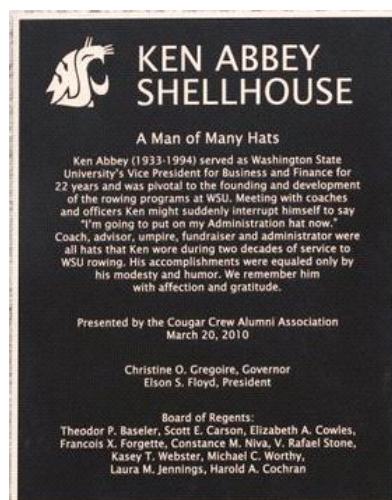 KEN ABBEY
SHELLHOUSE
A Man of Many Hats
Ken Abbey (1933-1994) served as Washington State
University's Vice President for Business and Finance for
22 years and was pivotal to the founding and development
of the rowing programs at WSU. Meeting with coaches
and officers Ken might suddenly interrupt himself to say
"I'm going to put on my Administration hat now."
Coach, advisor, umpire, fundraiser and administrator were
all hats that Ken wore during two decades of service to
WSU rowing. His accomplishments were equaled only by
his modesty and humor. We remember him
with affection and gratitude.
Presented by the Cougar Crew Alumni Association
March 20, 2010
Christine O. Gregoire, Governor
Elson S. Floyd, President
Board of Regents:
Theodor P. Baseler, Scott E. Carson, Elizabeth A. Cowles,
Francois X. Forgette, Constance M. Niva, V. Rafael Stone,
Kasey T. Webster, Michael C. Worthy,
Laura M. Jennings, Harold A. Cochran